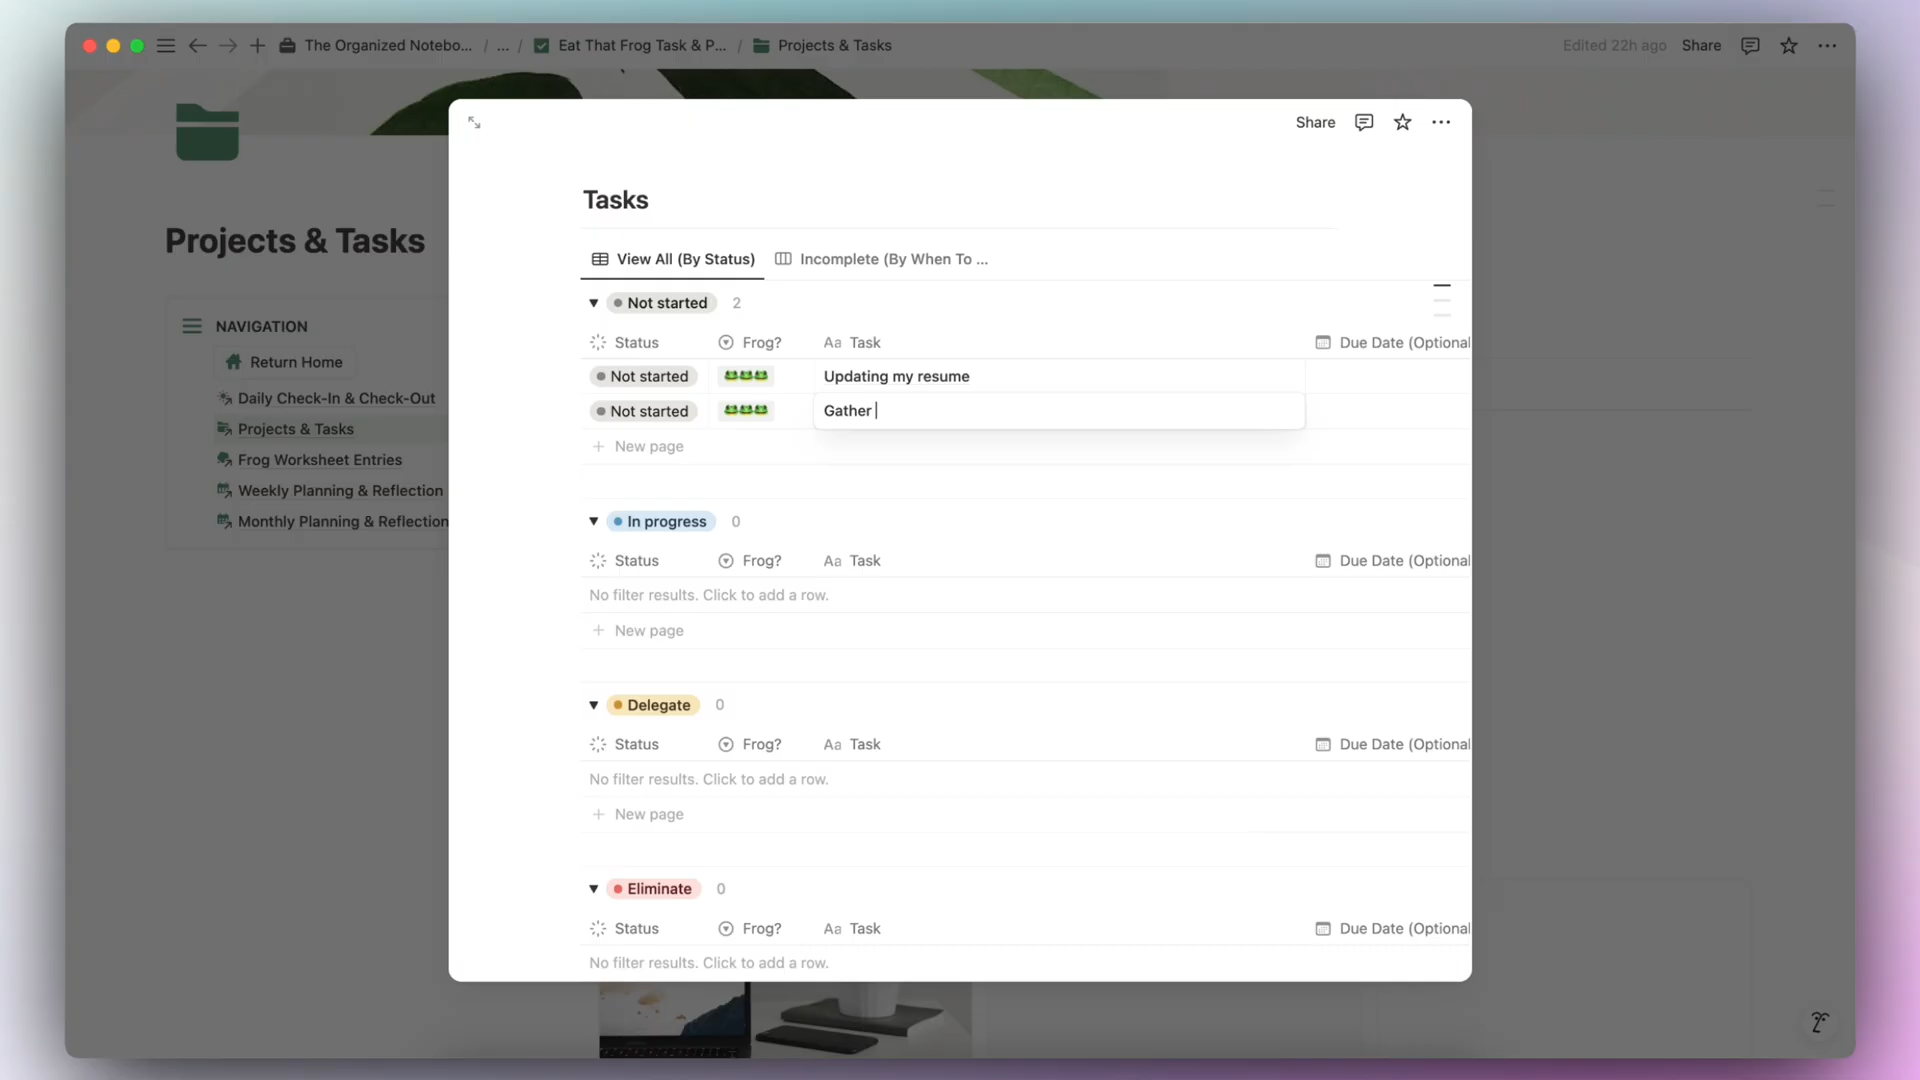 The Organized Notebo... / ... / Eat That Frog Task & P... / Projects & Tasks
Edited 22h ago Share
Share
Projects & Tasks
NAVIGATION
Return Home
Daily Check-In & Check-Out
Projects & Tasks
Frog Worksheet Entries
Weekly Planning & Reflection
Monthly Planning & Reflection
Tasks
View All (By Status) Incomplete (By When To ...
Not started 2
Status Frog? Aa Task Due Date (Optional
Not started Updating my resume
Not started Gather
+ New page
In progress 0
Status Frog? Aa Task Due Date (Optional
No filter results. Click to add a row.
+ New page
Delegate 0
Status Frog? Aa Task Due Date (Optional
No filter results. Click to add a row.
+ New page
Eliminate 0
Status Frog? Aa Task Due Date (Optional
No filter results. Click to add a row.